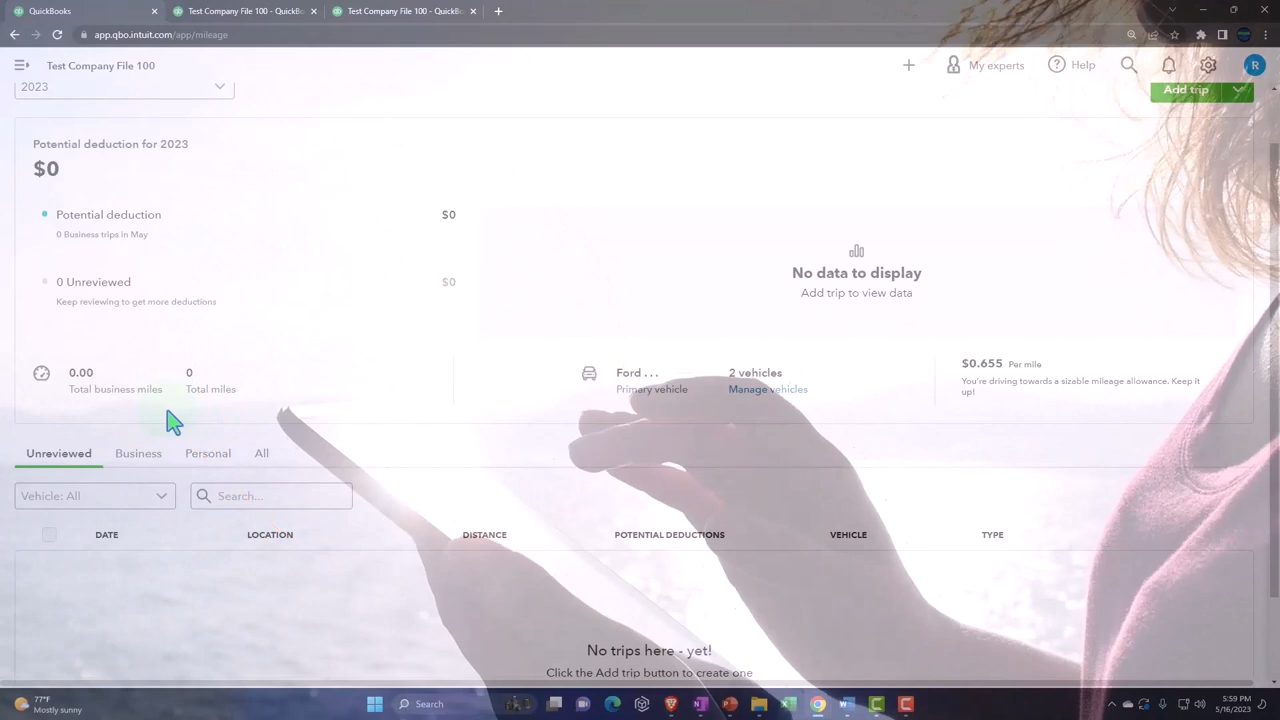 QuickBooks
Test Company File 100 - QuickBo
Test Company File 100 - QuickBo
app.qbo.intuit.com/app/mileage
Test Company File 100
My experts
Help
R
2023
Add trip
Potential deduction for 2023
$0
Potential deduction
$0
0 Business trips in May
0 Unreviewed
$0
Keep reviewing to get more deductions
No data to display
Add trip to view data
0.00
0
Total business miles
Total miles
Ford . . .
2 vehicles
Primary vehicle
Manage vehicles
$0.655 Per mile
You're driving towards a sizable mileage allowance. Keep it
up!
Unreviewed
Business
Personal
All
Vehicle: All
Search...
DATE
LOCATION
DISTANCE
POTENTIAL DEDUCTIONS
VEHICLE
TYPE
No trips here - yet!
Click the Add trip button to create one
77°F
Mostly sunny
Search
5:59 PM
5/16/2023